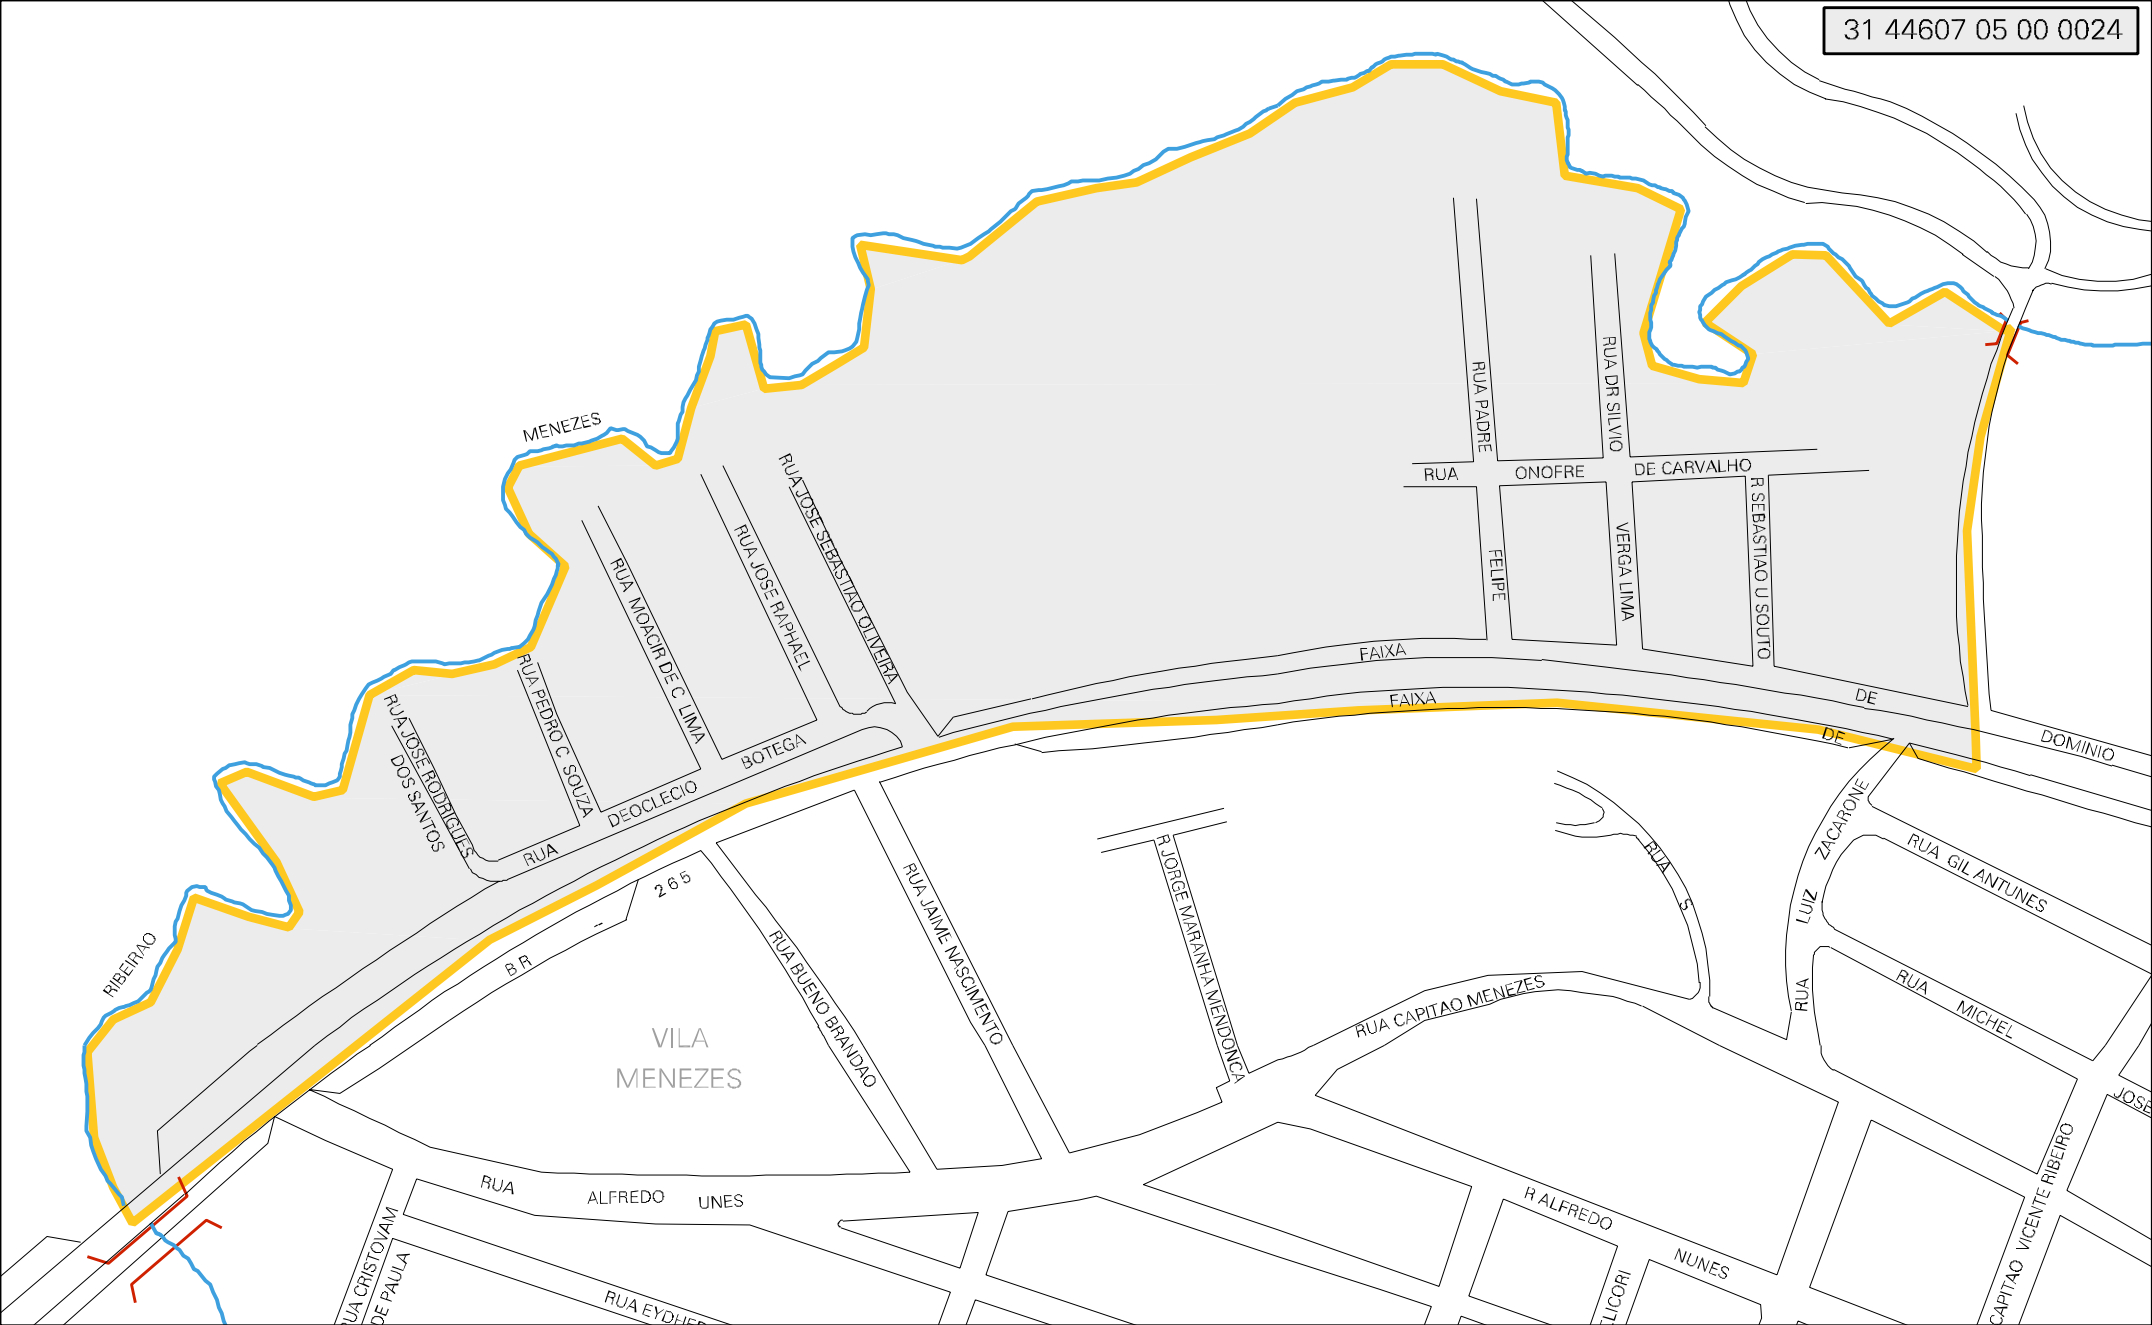 31 44607 05 00 0024
MENEZES
RUA PADRE
FELIPE
RUA DR SILVIO
VERGA LIMA
RUA ONOFRE DE CARVALHO
R SEBASTIAO U SOUTO
RUA JOSE SEBASTIAO OLIVEIRA
RUA JOSE RAPHAEL
RUA MOACIR DE C LIMA
RUA PEDRO C SOUZA
RUA JOSE RODRIGUES
DOS SANTOS
RUA DEOCLECIO BOTEGA
FAIXA DE DOMINIO
FAIXA DE
RIBEIRAO
BR - 265
VILA
MENEZES
RUA BUENO BRANDAO
RUA JAIME NASCIMENTO
R JORGE MARANHA MENDONCA
RUA S
RUA CAPITAO MENEZES
RUA LUIZ ZACARONE
RUA GIL ANTUNES
RUA MICHEL
JOSE
RUA ALFREDO UNES
R ALFREDO NUNES
RUA CRISTOVAM
DE PAULA
RUA EYDHER
LICORI
CAPITAO VICENTE RIBEIRO